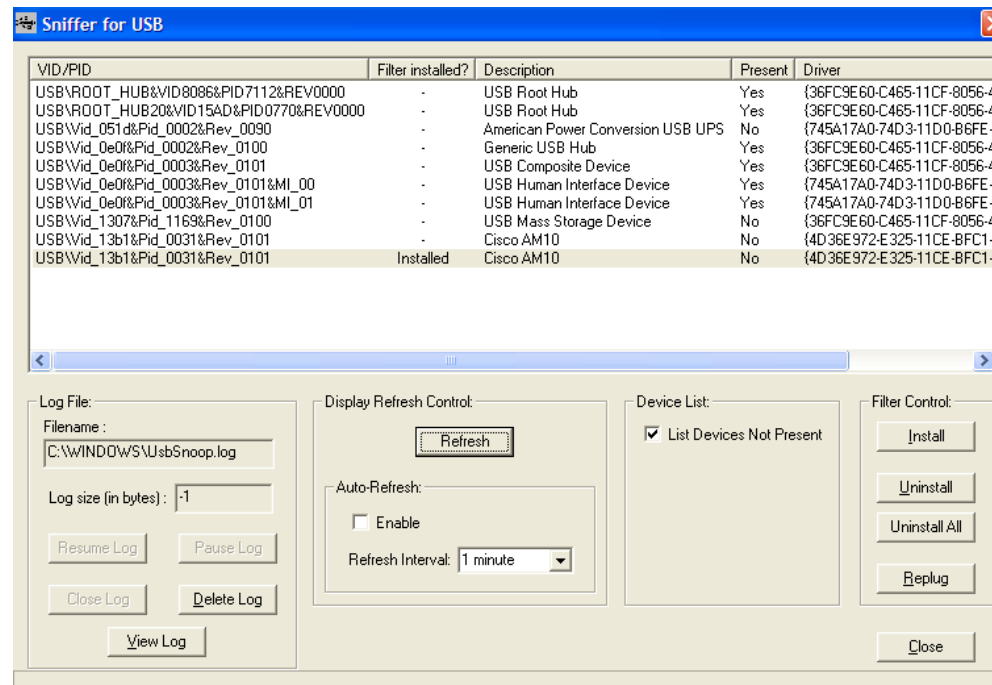 Sniffer for USB
VID/PID Filter installed? Description Present Driver
USB\ROOT_HUB&VID8086&PID7112&REV0000 - USB Root Hub Yes {36FC9E60-C465-11CF-8056-4
USB\ROOT_HUB20&VID15AD&PID0770&REV0000 - USB Root Hub Yes {36FC9E60-C465-11CF-8056-4
USB\Vid_051d&Pid_0002&Rev_0090 - American Power Conversion USB UPS No {745A17A0-74D3-11D0-B6FE-
USB\Vid_0e0f&Pid_0002&Rev_0100 - Generic USB Hub Yes {36FC9E60-C465-11CF-8056-4
USB\Vid_0e0f&Pid_0003&Rev_0101 - USB Composite Device Yes {36FC9E60-C465-11CF-8056-4
USB\Vid_0e0f&Pid_0003&Rev_0101&MI_00 - USB Human Interface Device Yes {745A17A0-74D3-11D0-B6FE-
USB\Vid_0e0f&Pid_0003&Rev_0101&MI_01 - USB Human Interface Device Yes {745A17A0-74D3-11D0-B6FE-
USB\Vid_1307&Pid_1169&Rev_0100 - USB Mass Storage Device No {36FC9E60-C465-11CF-8056-4
USB\Vid_13b1&Pid_0031&Rev_0101 - Cisco AM10 No {4D36E972-E325-11CE-BFC1-
USB\Vid_13b1&Pid_0031&Rev_0101 Installed Cisco AM10 No {4D36E972-E325-11CE-BFC1-
Log File:
Filename :
C:\WINDOWS\UsbSnoop.log
Log size (in bytes) : -1
Resume Log Pause Log
Close Log Delete Log
View Log
Display Refresh Control:
Refresh
Auto-Refresh:
Enable
Refresh Interval: 1 minute
Device List:
List Devices Not Present
Filter Control:
Install
Uninstall
Uninstall All
Replug
Close